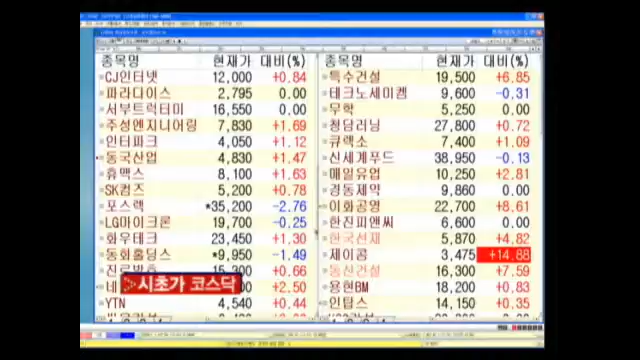 종목명 현재가 대비(%) 종목명 현재가 대비(%)
CJ인터넷 12,000 +0.84 특수건설 19,500 +6.85
파라다이스 2,795 0.00 테크노세미켐 9,600 -0.31
서부트럭터미 16,550 0.00 무학 5,250 0.00
주성엔지니어링 7,830 +1.69 청담러닝 27,800 +0.72
인터파크 4,050 +1.12 큐렉소 7,400 +1.09
동국산업 4,830 +1.47 신세계푸드 38,950 -0.13
휴맥스 8,100 +1.63 매일유업 10,250 +2.81
SK컴즈 5,200 +0.78 경동제약 9,860 0.00
포스렉 *35,200 -2.76 이화공영 22,700 +8.61
LG마이크론 19,700 -0.25 한진피앤씨 6,600 0.00
화우테크 23,450 +1.30 한국선재 5,870 +4.82
동화홀딩스 *9,950 -1.49 제이콤 3,475 +14.88
진로발효 16,300 +0.66 동신건설 16,300 +7.59
네 +2.50 용현BM 18,200 +0.83
시초가 코스닥
YTN 4,540 +0.44 인탑스 14,150 +0.35